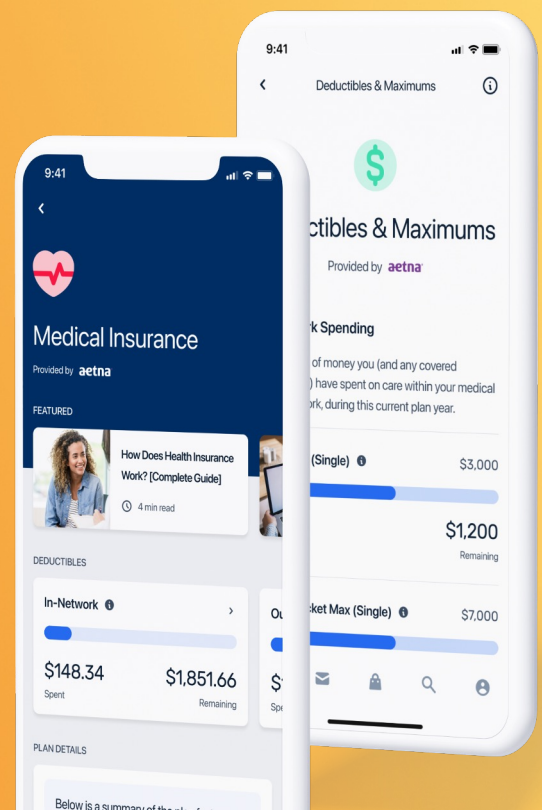 9:41
Deductibles & Maximums
ctibles & Maximums
Provided by aetna
k Spending
of money you (and any covered
) have spent on care within your medical
ork, during this current plan year.
(Single)
$3,000
$1,200
Remaining
ket Max (Single)
$7,000
9:41
Medical Insurance
Provided by aetna
FEATURED
How Does Health Insurance
Work? [Complete Guide]
4 min read
DEDUCTIBLES
In-Network
$148.34
$1,851.66
Spent
Remaining
Ou
$
Spe
PLAN DETAILS
Below is a summary of the plan